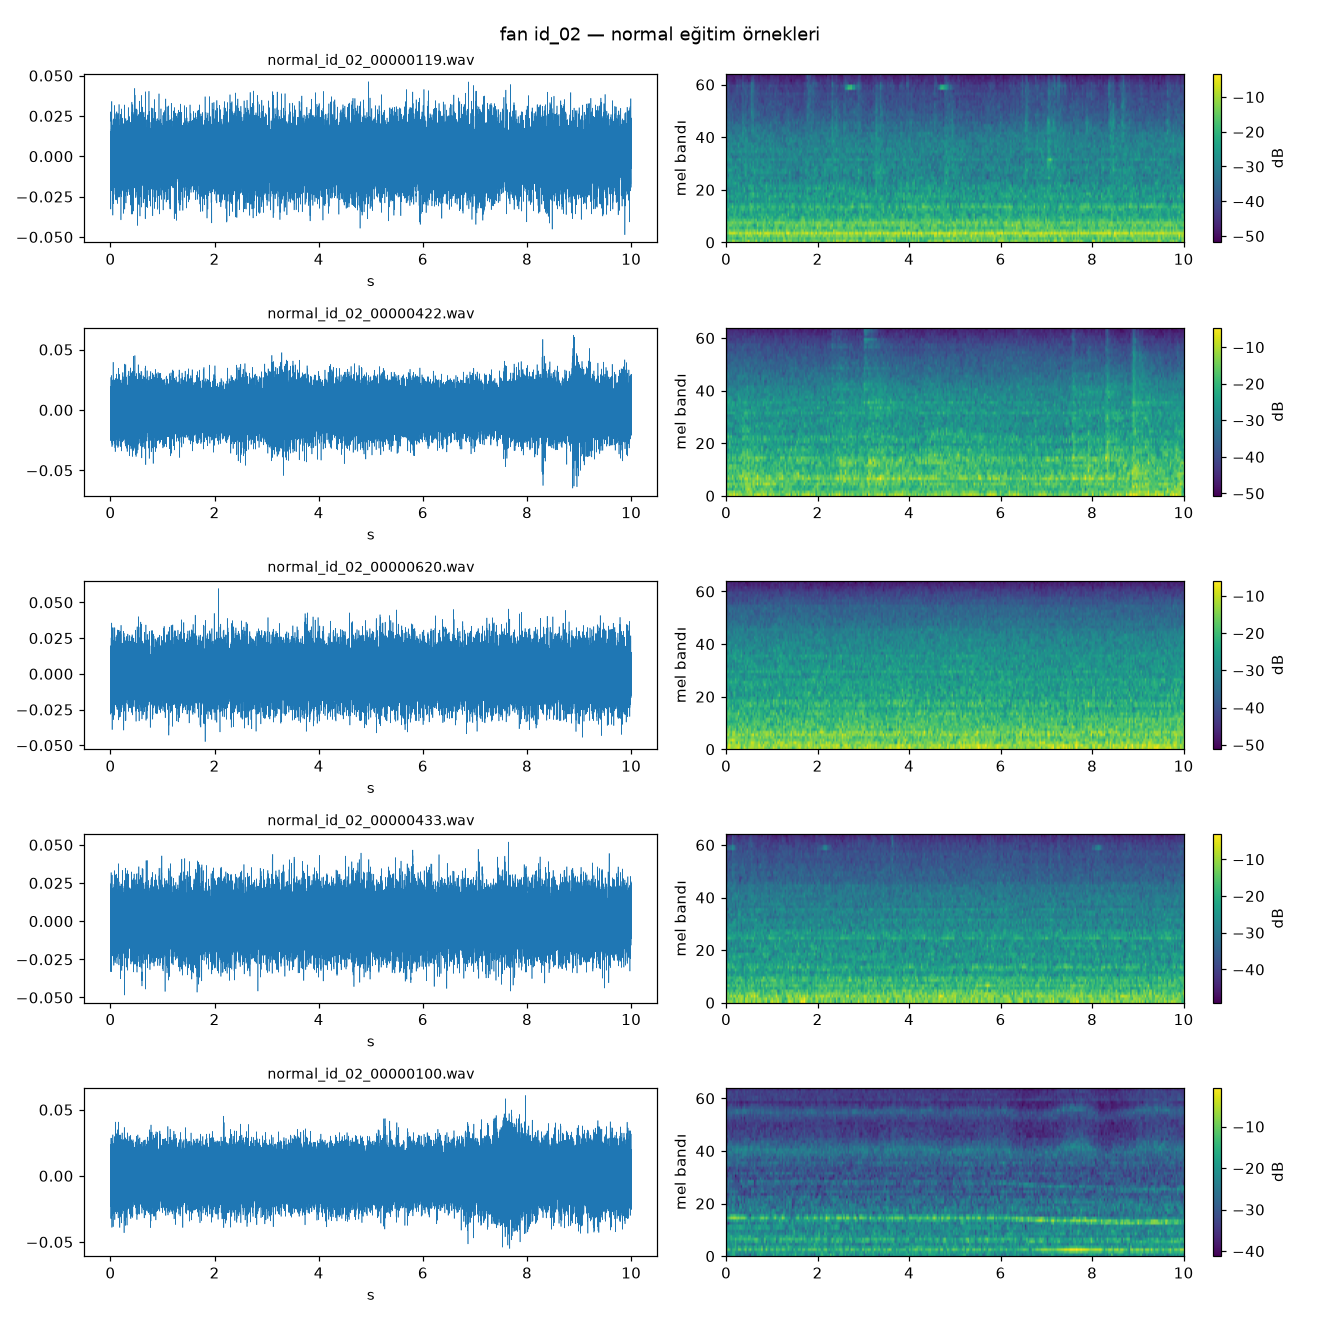 fan id_02 — normal eğitim örnekleri
normal_id_02_00000119.wav
0.050
0.025
0.000
−0.025
−0.050
0 2 4 6 8 10
s
mel bandı
60
40
20
0
0 2 4 6 8 10
−10
−20
−30
−40
−50
dB
normal_id_02_00000422.wav
0.05
0.00
−0.05
0 2 4 6 8 10
s
mel bandı
60
40
20
0
0 2 4 6 8 10
−10
−20
−30
−40
−50
dB
normal_id_02_00000620.wav
0.050
0.025
0.000
−0.025
−0.050
0 2 4 6 8 10
s
mel bandı
60
40
20
0
0 2 4 6 8 10
−10
−20
−30
−40
−50
dB
normal_id_02_00000433.wav
0.050
0.025
0.000
−0.025
−0.050
0 2 4 6 8 10
s
mel bandı
60
40
20
0
0 2 4 6 8 10
−10
−20
−30
−40
dB
normal_id_02_00000100.wav
0.05
0.00
−0.05
0 2 4 6 8 10
s
mel bandı
60
40
20
0
0 2 4 6 8 10
−10
−20
−30
−40
dB